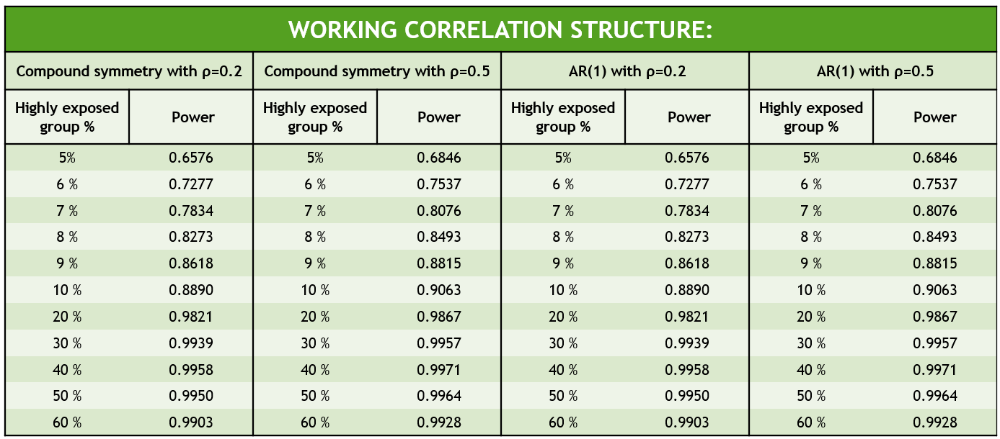 WORKING CORRELATION STRUCTURE:
Compound symmetry with ρ=0.2 Compound symmetry with ρ=0.5 AR(1) with ρ=0.2 AR(1) with ρ=0.5
Highly exposed group % Power Highly exposed group % Power Highly exposed group % Power Highly exposed group % Power
5% 0.6576 5% 0.6846 5% 0.6576 5% 0.6846
6 % 0.7277 6 % 0.7537 6 % 0.7277 6 % 0.7537
7 % 0.7834 7 % 0.8076 7 % 0.7834 7 % 0.8076
8 % 0.8273 8 % 0.8493 8 % 0.8273 8 % 0.8493
9 % 0.8618 9 % 0.8815 9 % 0.8618 9 % 0.8815
10 % 0.8890 10 % 0.9063 10 % 0.8890 10 % 0.9063
20 % 0.9821 20 % 0.9867 20 % 0.9821 20 % 0.9867
30 % 0.9939 30 % 0.9957 30 % 0.9939 30 % 0.9957
40 % 0.9958 40 % 0.9971 40 % 0.9958 40 % 0.9971
50 % 0.9950 50 % 0.9964 50 % 0.9950 50 % 0.9964
60 % 0.9903 60 % 0.9928 60 % 0.9903 60 % 0.9928